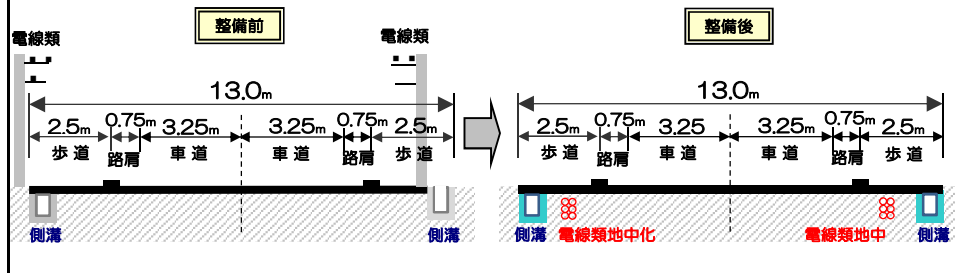 整備前
電線類
電線類
13.0m
2.5m
0.75m
3.25m
3.25m
0.75m
2.5m
歩道
路肩
車道
車道
路肩
歩道
側溝
側溝
整備後
13.0m
2.5m
0.75m
3.25
3.25m
0.75m
2.5m
歩道
路肩
車道
車道
路肩
歩道
側溝
電線類地中化
電線類地中
側溝